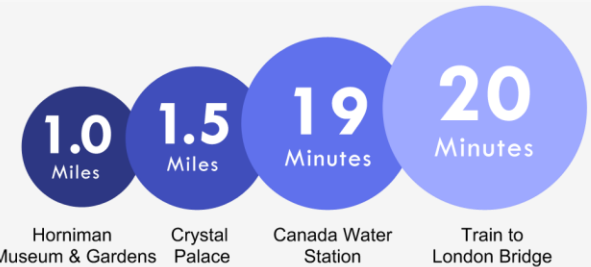 1.0
Miles
1.5
Miles
19
Minutes
20
Minutes
Horniman
Museum & Gardens
Crystal
Palace
Canada Water
Station
Train to
London Bridge